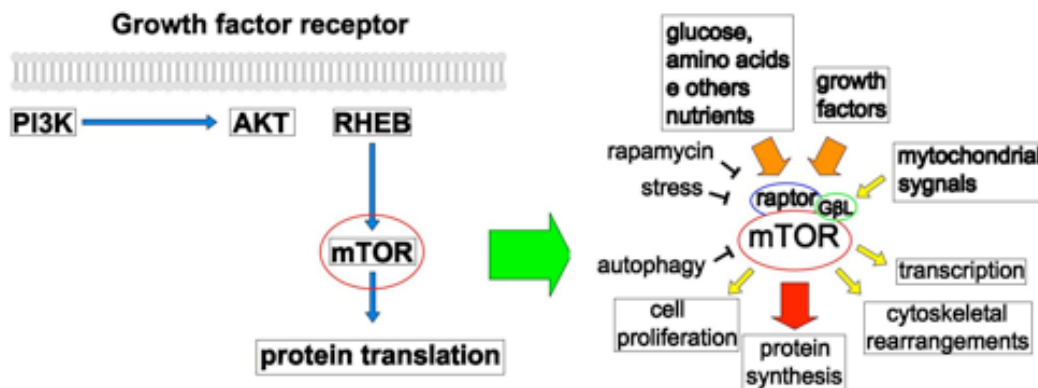 Growth factor receptor
PI3K
AKT
RHEB
mTOR
protein translation
glucose,
amino acids
e others
nutrients
growth
factors
rapamycin
stress
mytochondrial
sygnals
raptor
GβL
mTOR
autophagy
transcription
cell
proliferation
cytoskeletal
rearrangements
protein
synthesis